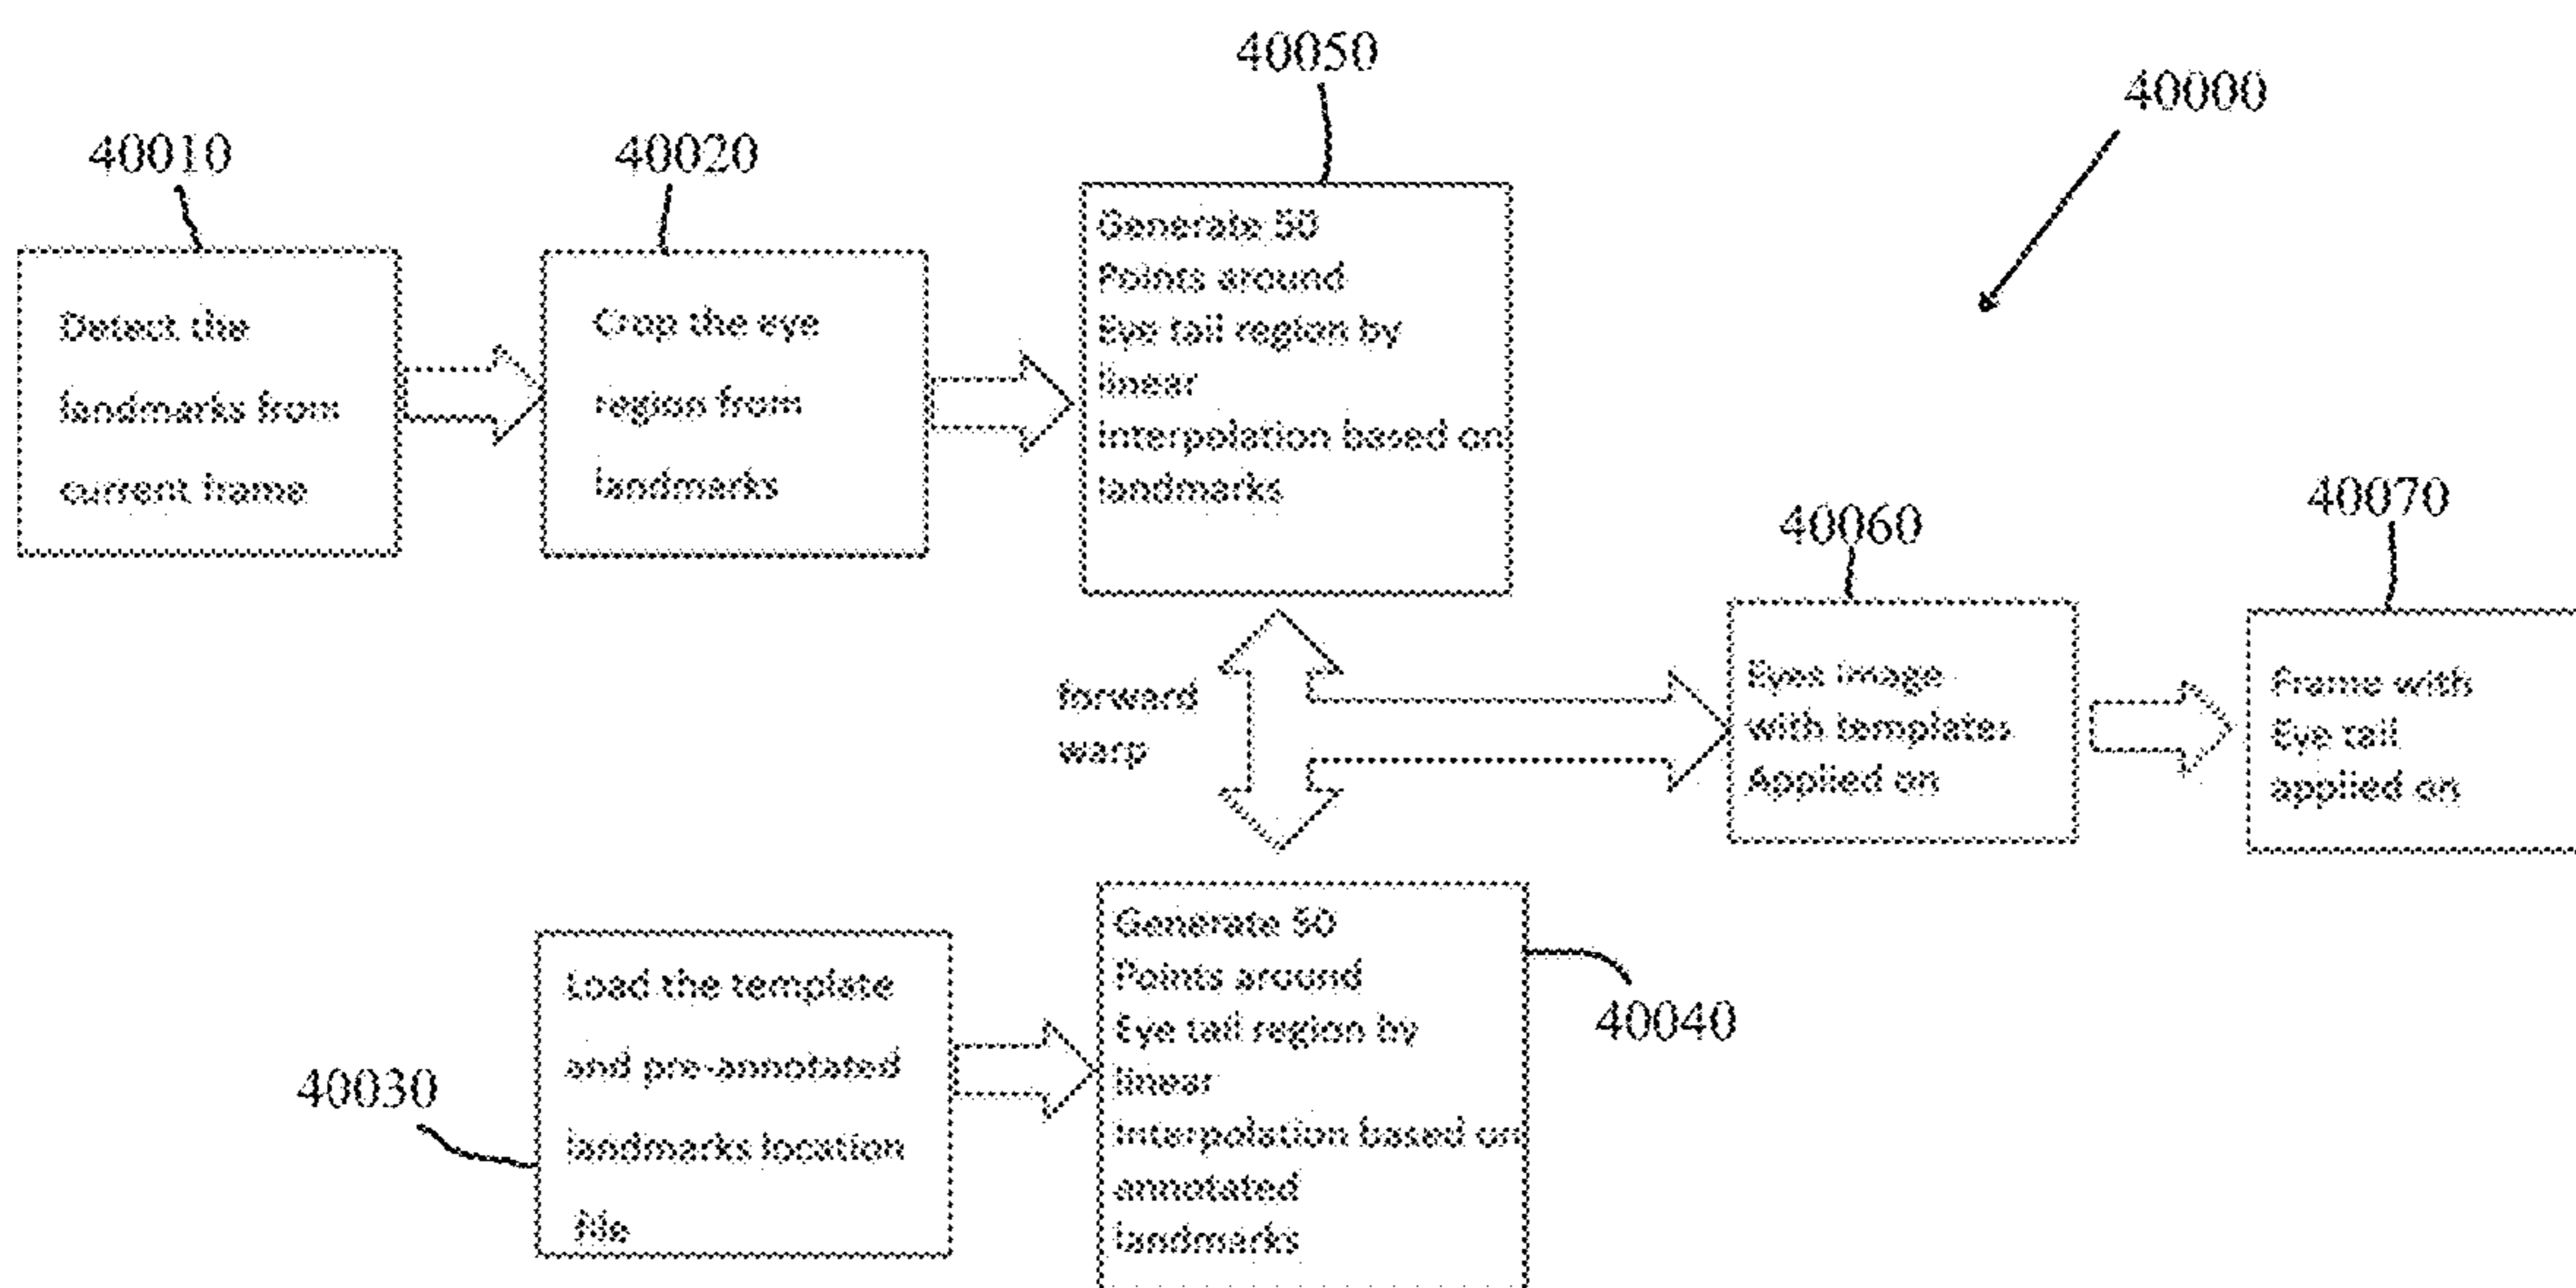 40050
40000
40010
40020
Detect the
landmarks from
current frame
Crop the eye
region from
landmarks
Generate 50
Points around
Eye tail region by
linear
Interpolation based on
landmarks
40060
40070
forward
warp
Eyes image
with templates
Applied on
Frame with
Eye tail
applied on
40030
Load the template
and pre-annotated
landmarks location
file
Generate 50
Points around
Eye tail region by
linear
Interpolation based on
annotated
landmarks
40040